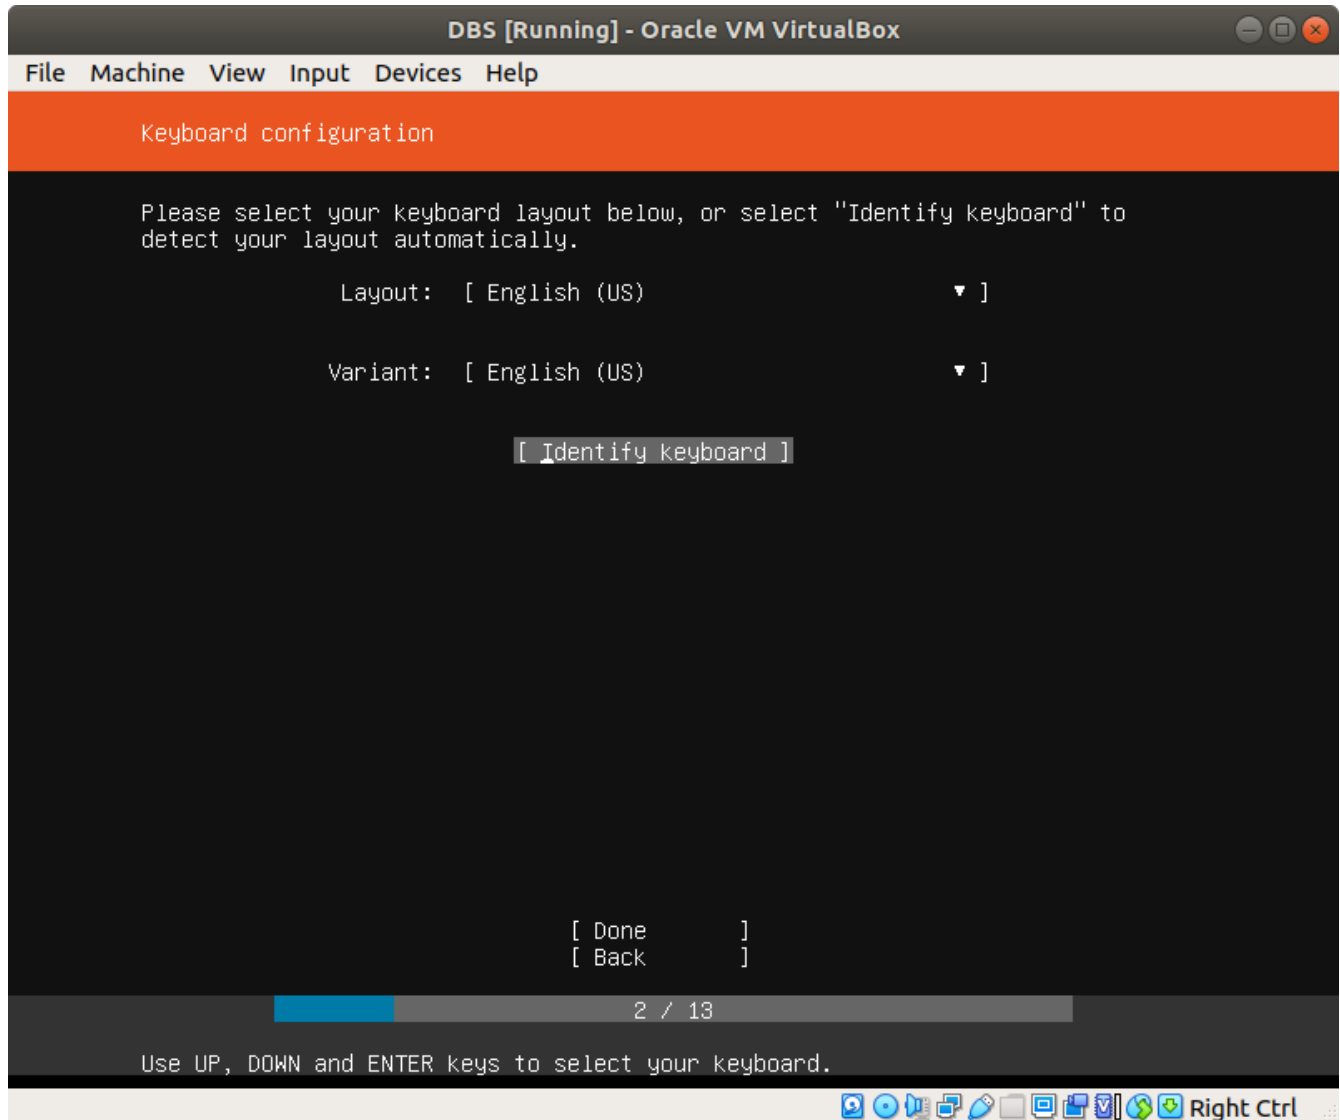 DBS [Running] - Oracle VM VirtualBox
File Machine View Input Devices Help
Keyboard configuration
Please select your keyboard layout below, or select "Identify keyboard" to
detect your layout automatically.
Layout: [ English (US) ▾ ]
Variant: [ English (US) ▾ ]
[ Identify keyboard ]
[ Done ]
[ Back ]
2 / 13
Use UP, DOWN and ENTER keys to select your keyboard.
Right Ctrl